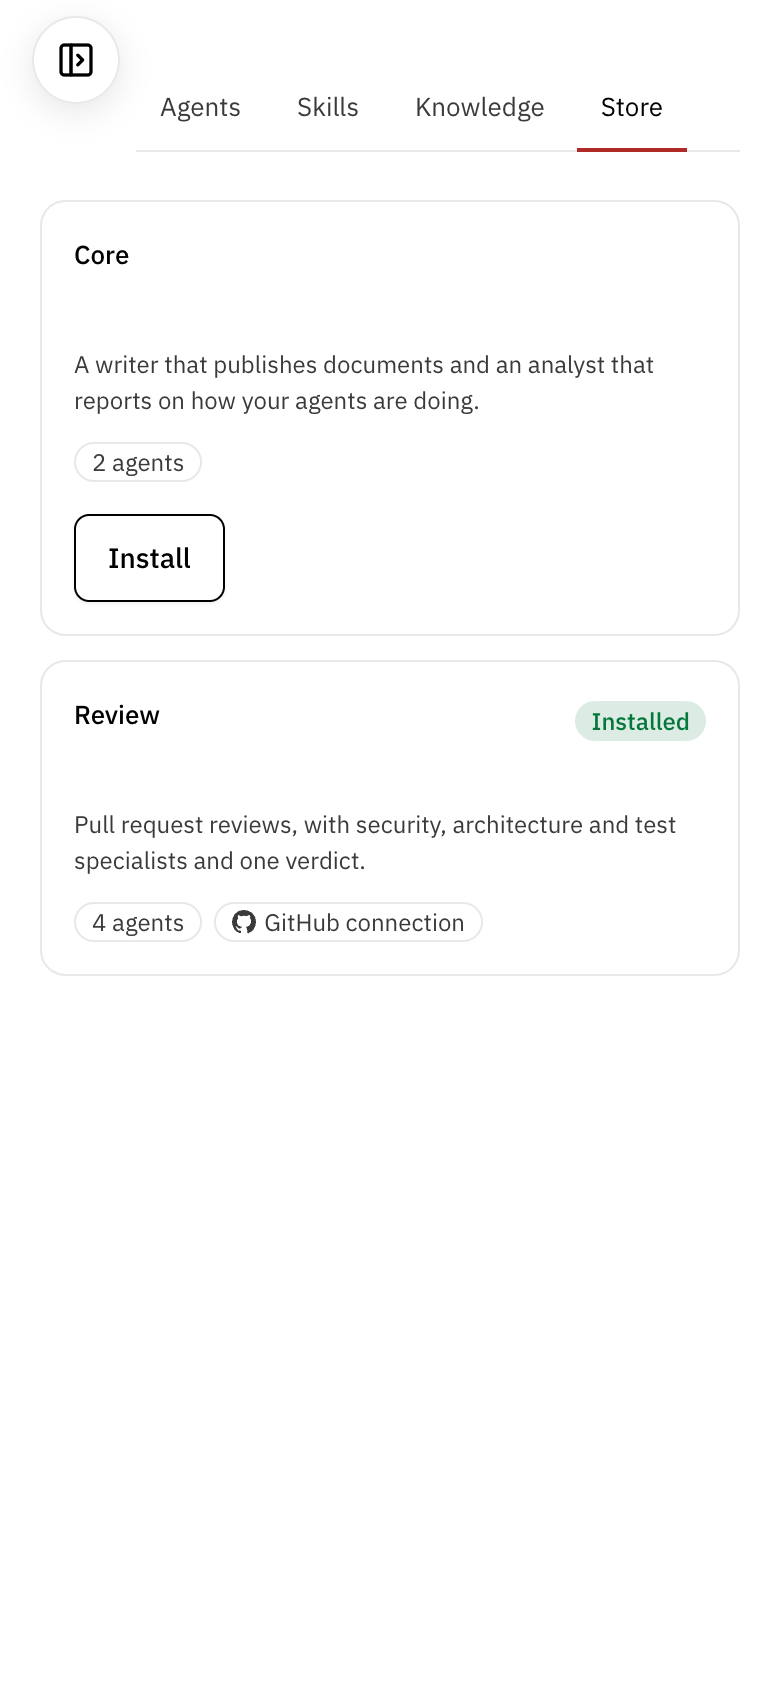 Agents Skills Knowledge Store
Core
A writer that publishes documents and an analyst that
reports on how your agents are doing.
2 agents
Install
Review Installed
Pull request reviews, with security, architecture and test
specialists and one verdict.
4 agents GitHub connection